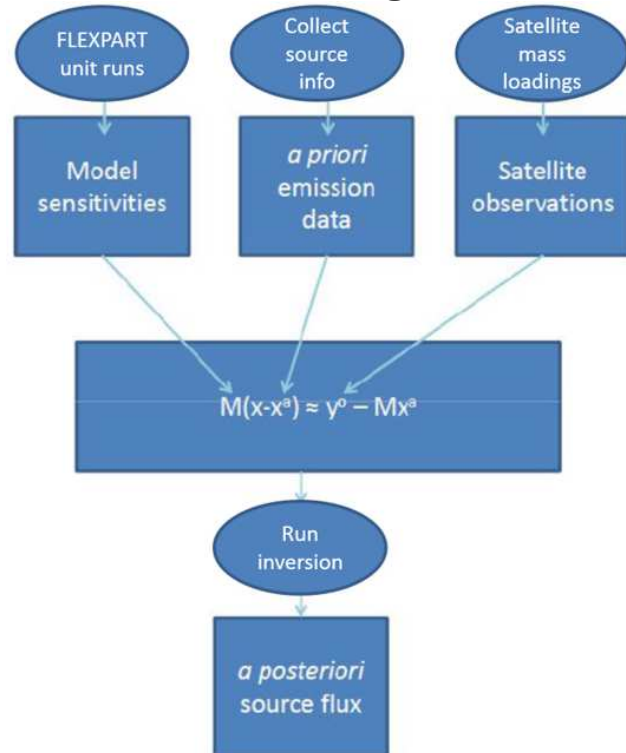 FLEXPART
unit runs
Collect
source
info
Satellite
mass
loadings
Model
sensitivities
a priori
emission
data
Satellite
observations
M(x-xᵃ) ≈ yᵒ – Mxᵃ
Run
inversion
a posteriori
source flux